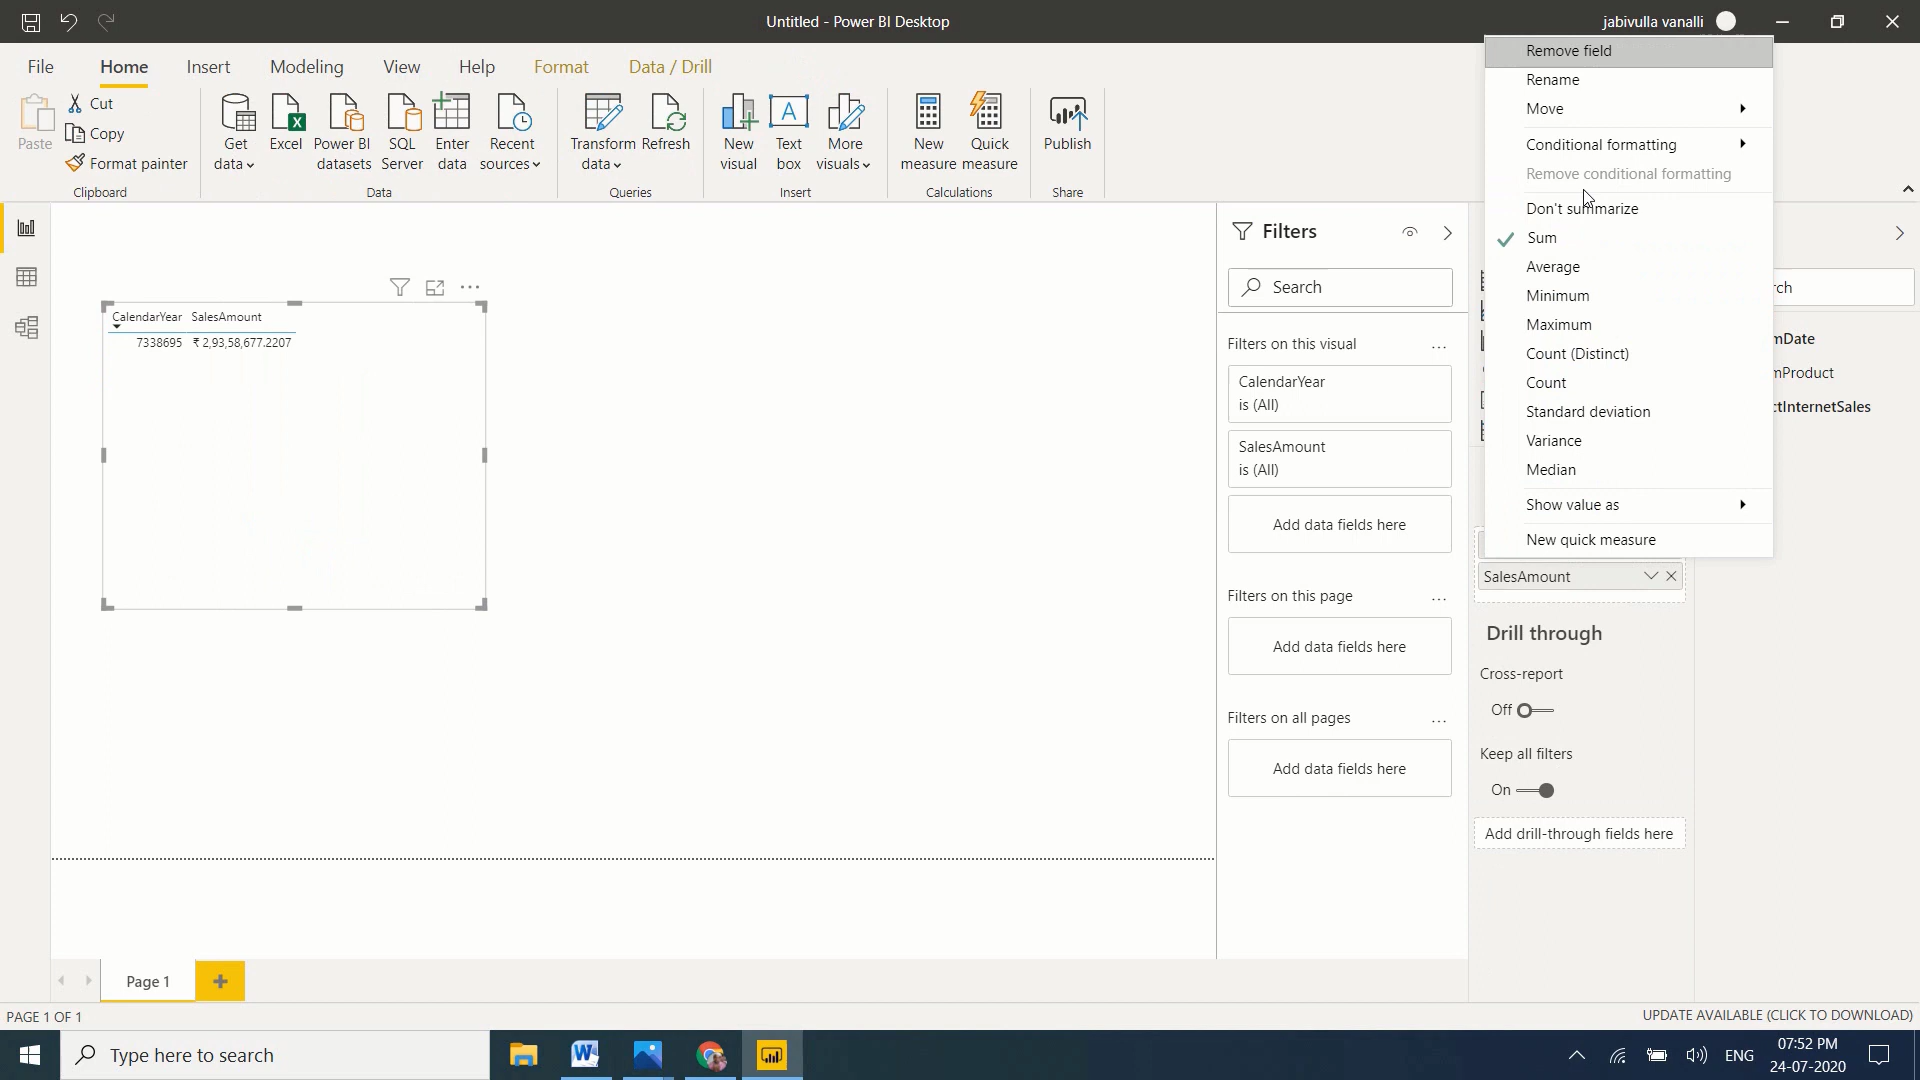 Untitled - Power BI Desktop
jabivulla vanalli
File
Home
Insert
Modeling
View
Help
Format
Data / Drill
Paste
Cut
Copy
Format painter
Clipboard
Get data
Excel
Power BI datasets
SQL Server
Enter data
Recent sources
Data
Transform data
Refresh
Queries
New visual
Text box
More visuals
Insert
New measure
Quick measure
Calculations
Publish
Share
Remove field
Rename
Move
Conditional formatting
Remove conditional formatting
Don't summarize
Sum
Average
Minimum
Maximum
Count (Distinct)
Count
Standard deviation
Variance
Median
Show value as
New quick measure
CalendarYear SalesAmount
7338695 ₹ 2,93,58,677.2207
Filters
Search
Filters on this visual
CalendarYear
is (All)
SalesAmount
is (All)
Add data fields here
Filters on this page
Add data fields here
Filters on all pages
Add data fields here
SalesAmount
Drill through
Cross-report
Off
Keep all filters
On
Add drill-through fields here
rch
mDate
mProduct
ctInternetSales
Page 1
PAGE 1 OF 1
UPDATE AVAILABLE (CLICK TO DOWNLOAD)
Type here to search
ENG
07:52 PM
24-07-2020